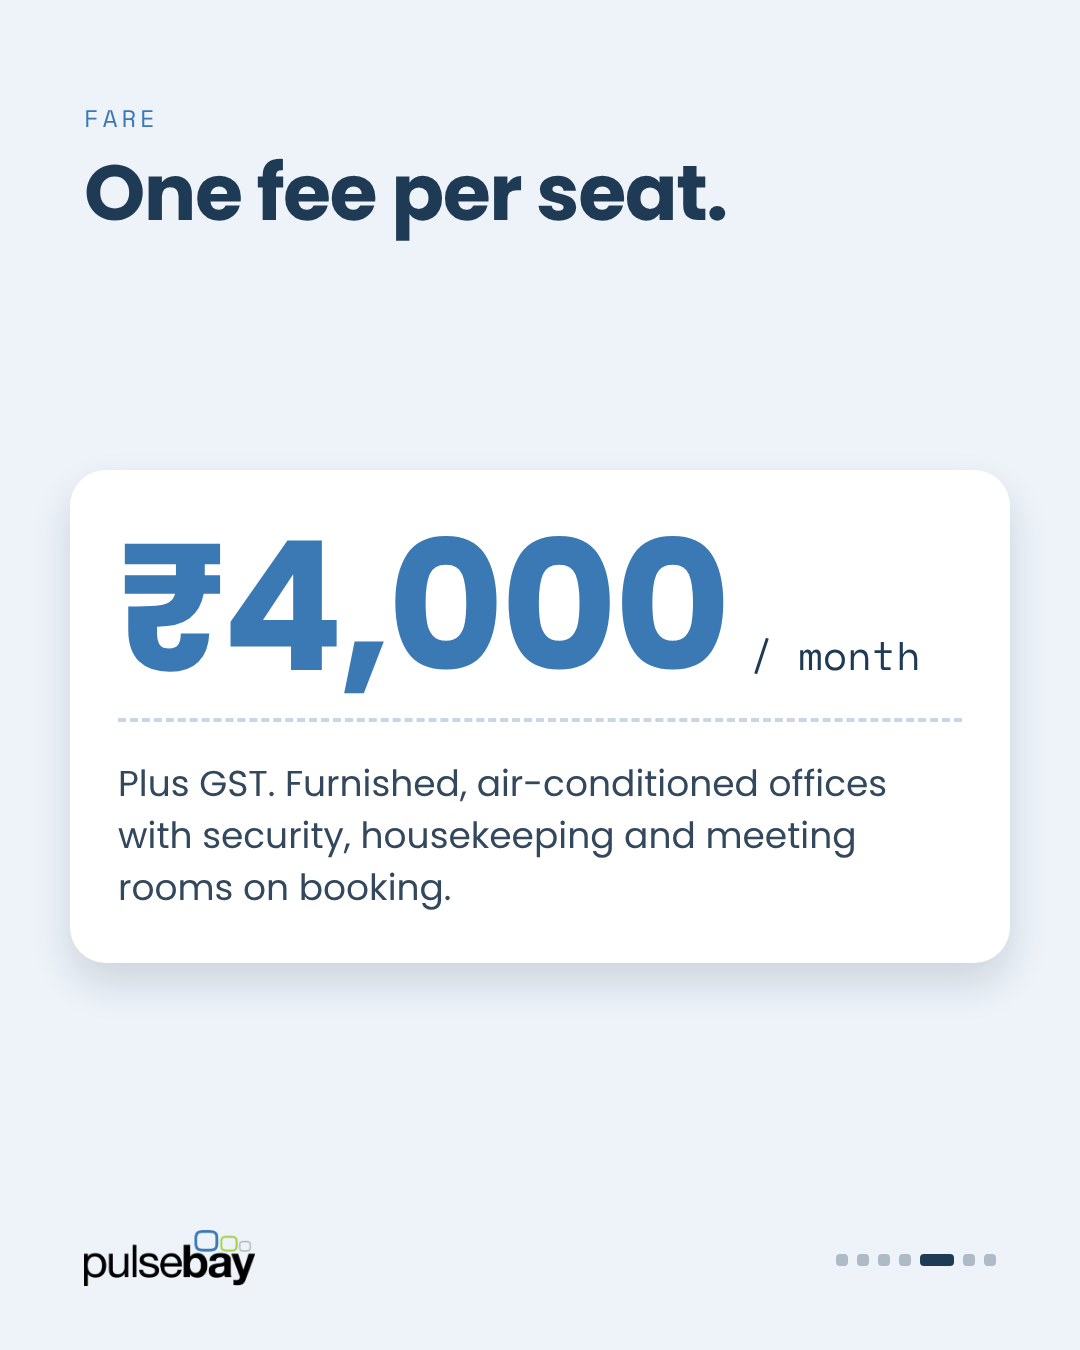 FARE
One fee per seat.
₹4,000 / month
Plus GST. Furnished, air-conditioned offices
with security, housekeeping and meeting
rooms on booking.
pulsebay